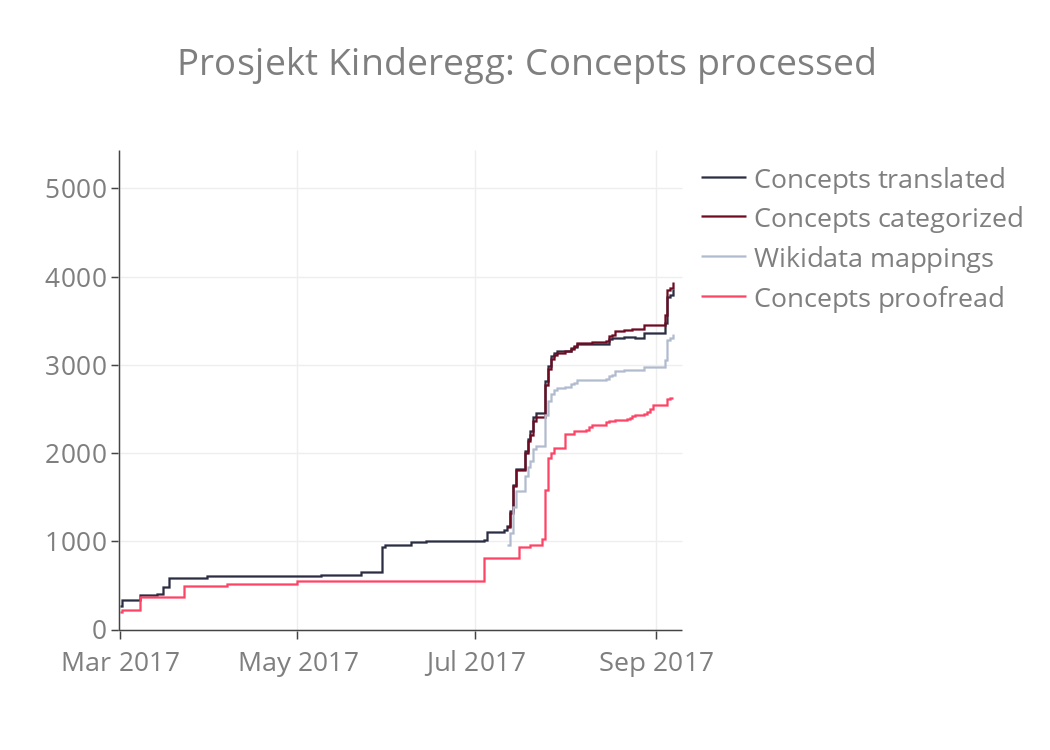 Prosjekt Kinderegg: Concepts processed
5000
4000
3000
2000
1000
0
Mar 2017
May 2017
Jul 2017
Sep 2017
Concepts translated
Concepts categorized
Wikidata mappings
Concepts proofread